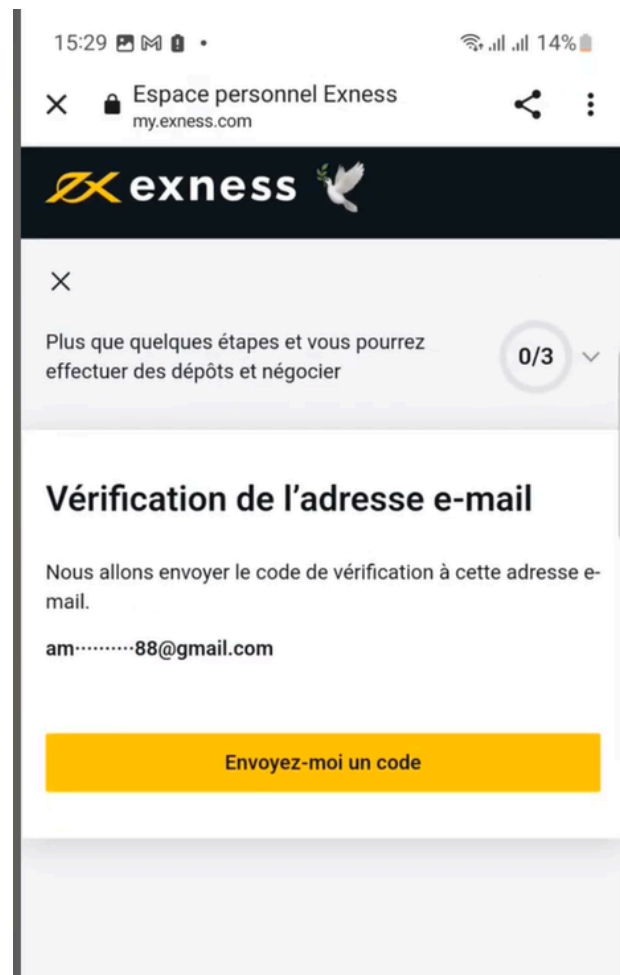 15:29
14%
Espace personnel Exness
my.exness.com
exness
Plus que quelques étapes et vous pourrez
effectuer des dépôts et négocier
0/3
Vérification de l’adresse e-mail
Nous allons envoyer le code de vérification à cette adresse e-
mail.
am··········88@gmail.com
Envoyez-moi un code